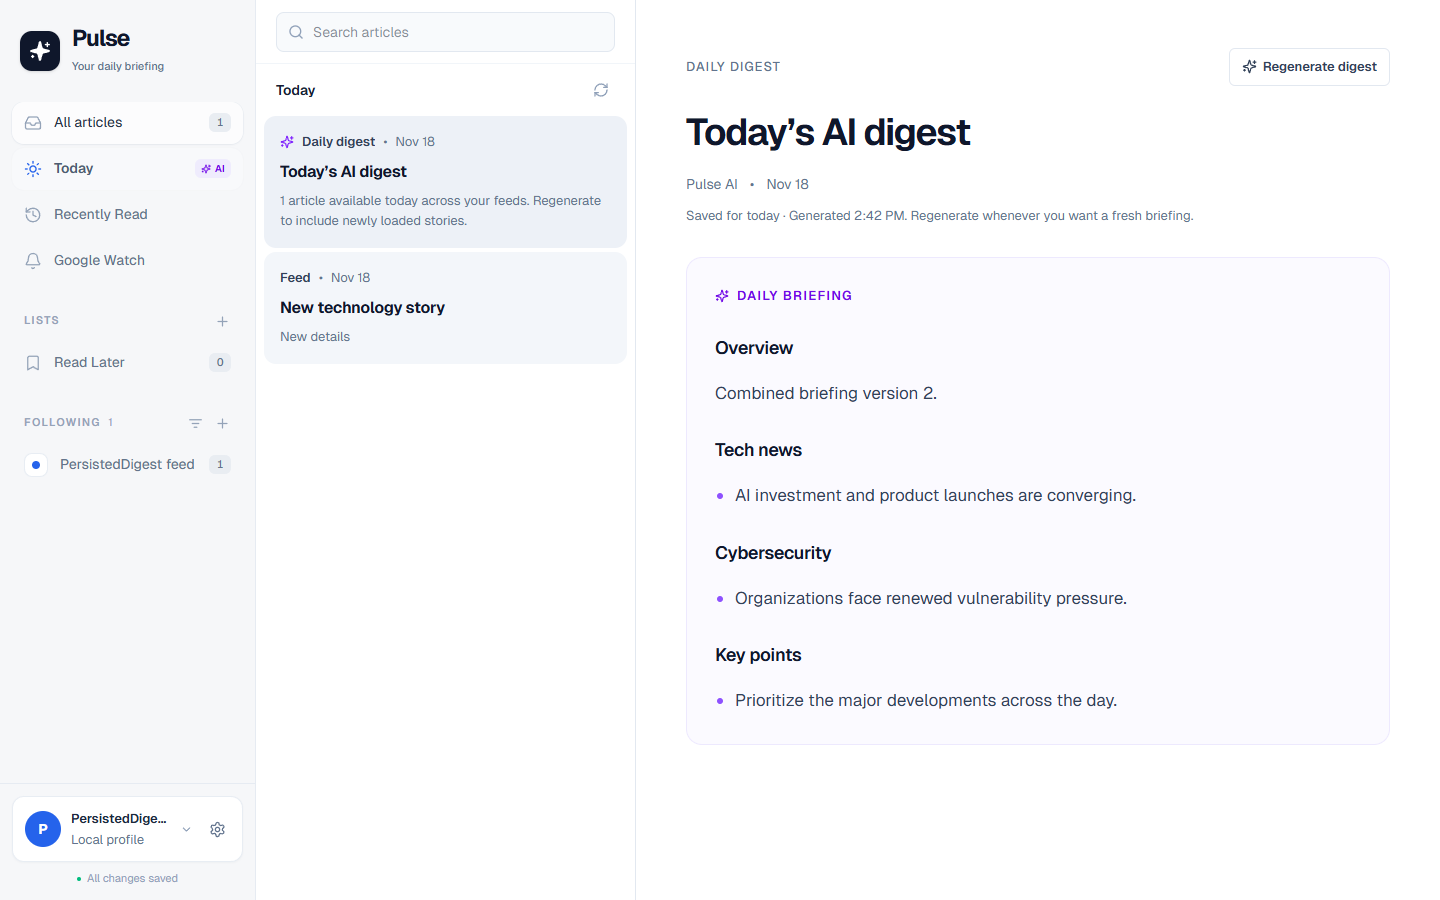 Pulse
Your daily briefing
All articles 1
Today AI
Recently Read
Google Watch
LISTS
Read Later 0
FOLLOWING 1
PersistedDigest feed 1
P
PersistedDige...
Local profile
All changes saved
Search articles
Today
Daily digest • Nov 18
Today’s AI digest
1 article available today across your feeds. Regenerate
to include newly loaded stories.
Feed • Nov 18
New technology story
New details
DAILY DIGEST
Regenerate digest
Today’s AI digest
Pulse AI • Nov 18
Saved for today · Generated 2:42 PM. Regenerate whenever you want a fresh briefing.
DAILY BRIEFING
Overview
Combined briefing version 2.
Tech news
• AI investment and product launches are converging.
Cybersecurity
• Organizations face renewed vulnerability pressure.
Key points
• Prioritize the major developments across the day.